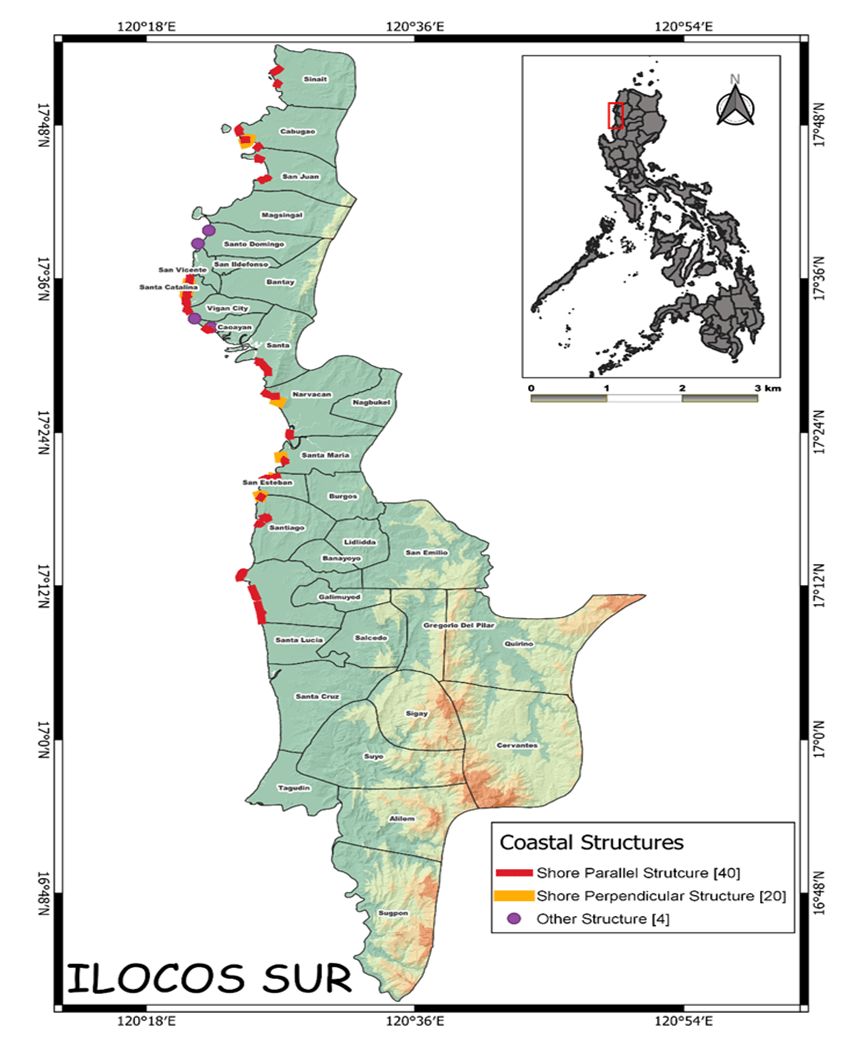 120°18'E 120°36'E 120°54'E
17°48'N
17°36'N
17°24'N
17°12'N
17°0'N
16°48'N
17°48'N
17°36'N
17°24'N
17°12'N
17°0'N
16°48'N
N
0 1 2 3 km
Sinait
Cabugao
San Juan
Magsingal
Santo Domingo
San Ildefonso
San Vicente
Bantay
Santa Catalina
Vigan City
Caoayan
Santa
Narvacan
Nagbukel
Santa Maria
San Esteban
Burgos
Santiago
Lidlidda
San Emilio
Banayoyo
Galimuyod
Gregorio Del Pilar
Santa Lucia
Salcedo
Quirino
Santa Cruz
Sigay
Cervantes
Suyo
Tagudin
Alilem
Sugpon
Coastal Structures
Shore Parallel Strutcure [40]
Shore Perpendicular Structure [20]
Other Structure [4]
ILOCOS SUR
120°18'E 120°36'E 120°54'E